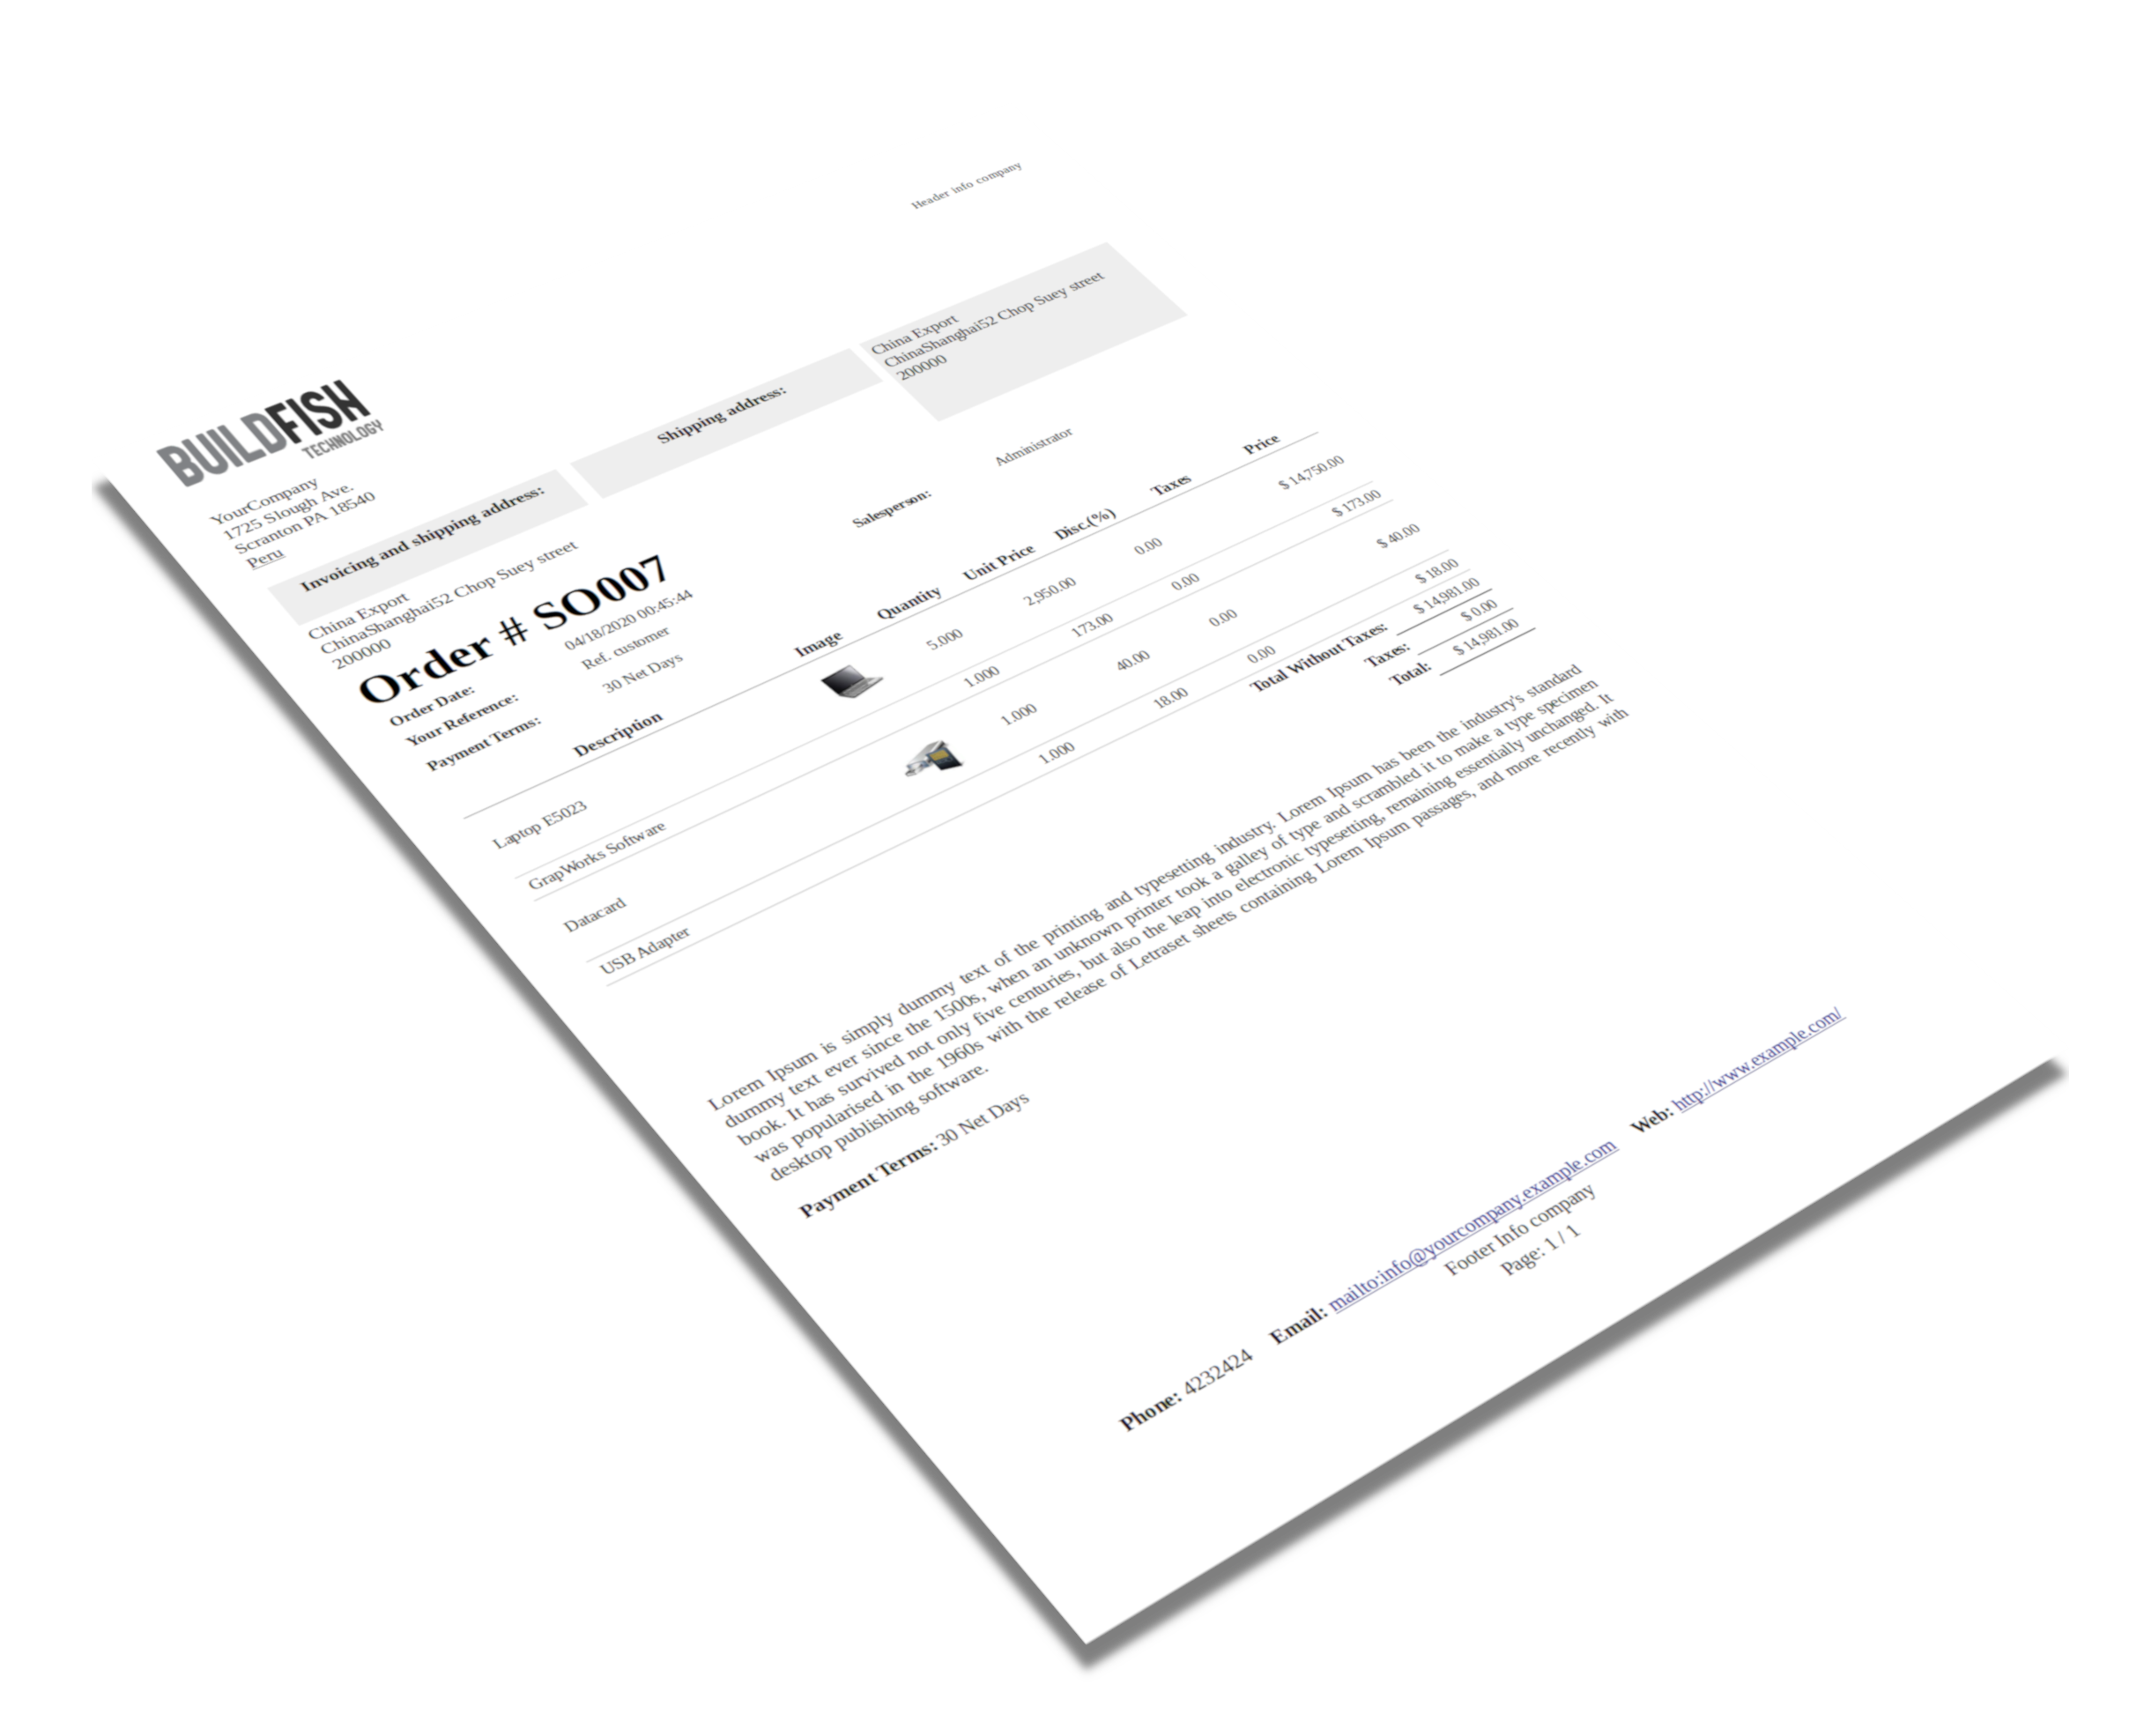 Header info company
BUILDFISH
TECHNOLOGY
YourCompany
1725 Slough Ave.
Scranton PA 18540
Peru
Invoicing and shipping address:
Shipping address:
China Export
ChinaShanghai52 Chop Suey street
200000
China Export
ChinaShanghai52 Chop Suey street
200000
Order # SO007
Order Date: 04/18/2020 00:45:44 Salesperson: Administrator
Your Reference: Ref. customer
Payment Terms: 30 Net Days
Description Image Quantity Unit Price Disc.(%) Taxes Price
Laptop E5023 5.000 2,950.00 0.00 $ 14,750.00
GrapWorks Software 1.000 173.00 0.00 $ 173.00
Datacard 1.000 40.00 0.00 $ 40.00
USB Adapter 1.000 18.00 0.00 $ 18.00
Total Without Taxes: $ 14,981.00
Taxes: $ 0.00
Total: $ 14,981.00
Lorem Ipsum is simply dummy text of the printing and typesetting industry. Lorem Ipsum has been the industry's standard
dummy text ever since the 1500s, when an unknown printer took a galley of type and scrambled it to make a type specimen
book. It has survived not only five centuries, but also the leap into electronic typesetting, remaining essentially unchanged. It
was popularised in the 1960s with the release of Letraset sheets containing Lorem Ipsum passages, and more recently with
desktop publishing software.
Payment Terms: 30 Net Days
Phone: 4232424 Email: mailto:info@yourcompany.example.com Web: http://www.example.com/
Footer Info company
Page: 1 / 1